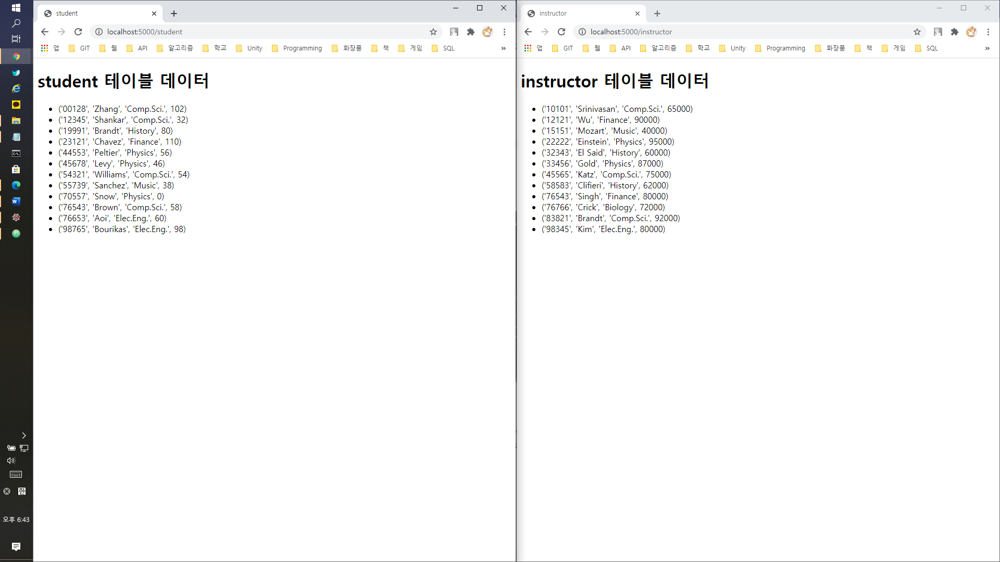 student
localhost:5000/student
앱 GIT 웹 API 알고리즘 학교 Unity Programming 화장품 책 게임 SQL »
student 테이블 데이터
• ('00128', 'Zhang', 'Comp.Sci.', 102)
• ('12345', 'Shankar', 'Comp.Sci.', 32)
• ('19991', 'Brandt', 'History', 80)
• ('23121', 'Chavez', 'Finance', 110)
• ('44553', 'Peltier', 'Physics', 56)
• ('45678', 'Levy', 'Physics', 46)
• ('54321', 'Williams', 'Comp.Sci.', 54)
• ('55739', 'Sanchez', 'Music', 38)
• ('70557', 'Snow', 'Physics', 0)
• ('76543', 'Brown', 'Comp.Sci.', 58)
• ('76653', 'Aoi', 'Elec.Eng.', 60)
• ('98765', 'Bourikas', 'Elec.Eng.', 98)
instructor
localhost:5000/instructor
앱 GIT 웹 API 알고리즘 학교 Unity Programming 화장품 책 게임 SQL »
instructor 테이블 데이터
• ('10101', 'Srinivasan', 'Comp.Sci.', 65000)
• ('12121', 'Wu', 'Finance', 90000)
• ('15151', 'Mozart', 'Music', 40000)
• ('22222', 'Einstein', 'Physics', 95000)
• ('32343', 'El Said', 'History', 60000)
• ('33456', 'Gold', 'Physics', 87000)
• ('45565', 'Katz', 'Comp.Sci.', 75000)
• ('58583', 'Clifieri', 'History', 62000)
• ('76543', 'Singh', 'Finance', 80000)
• ('76766', 'Crick', 'Biology', 72000)
• ('83821', 'Brandt', 'Comp.Sci.', 92000)
• ('98345', 'Kim', 'Elec.Eng.', 80000)
한
오후 6:43